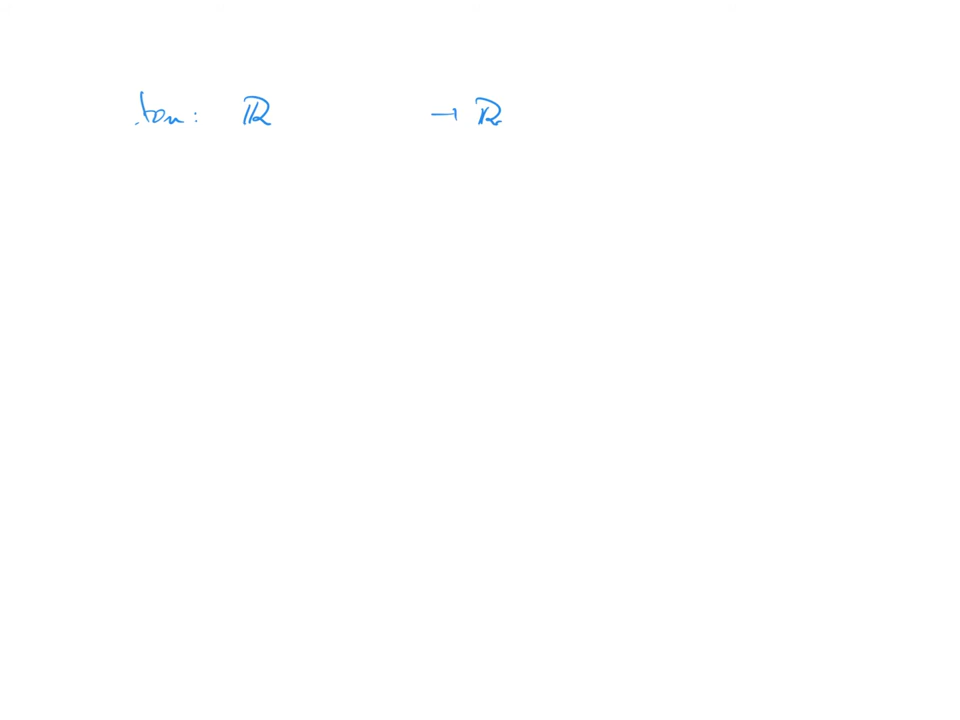 tan: ℝ → ℝ